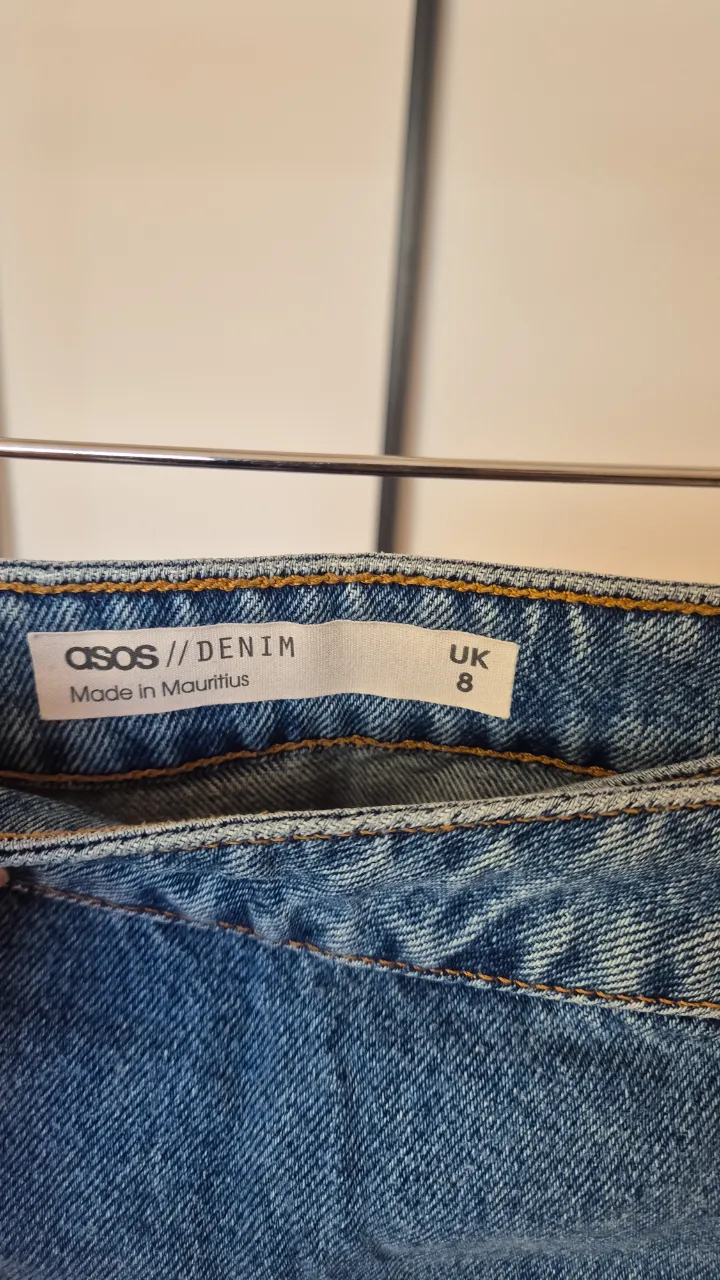 asos // DENIM
Made in Mauritius
UK
8